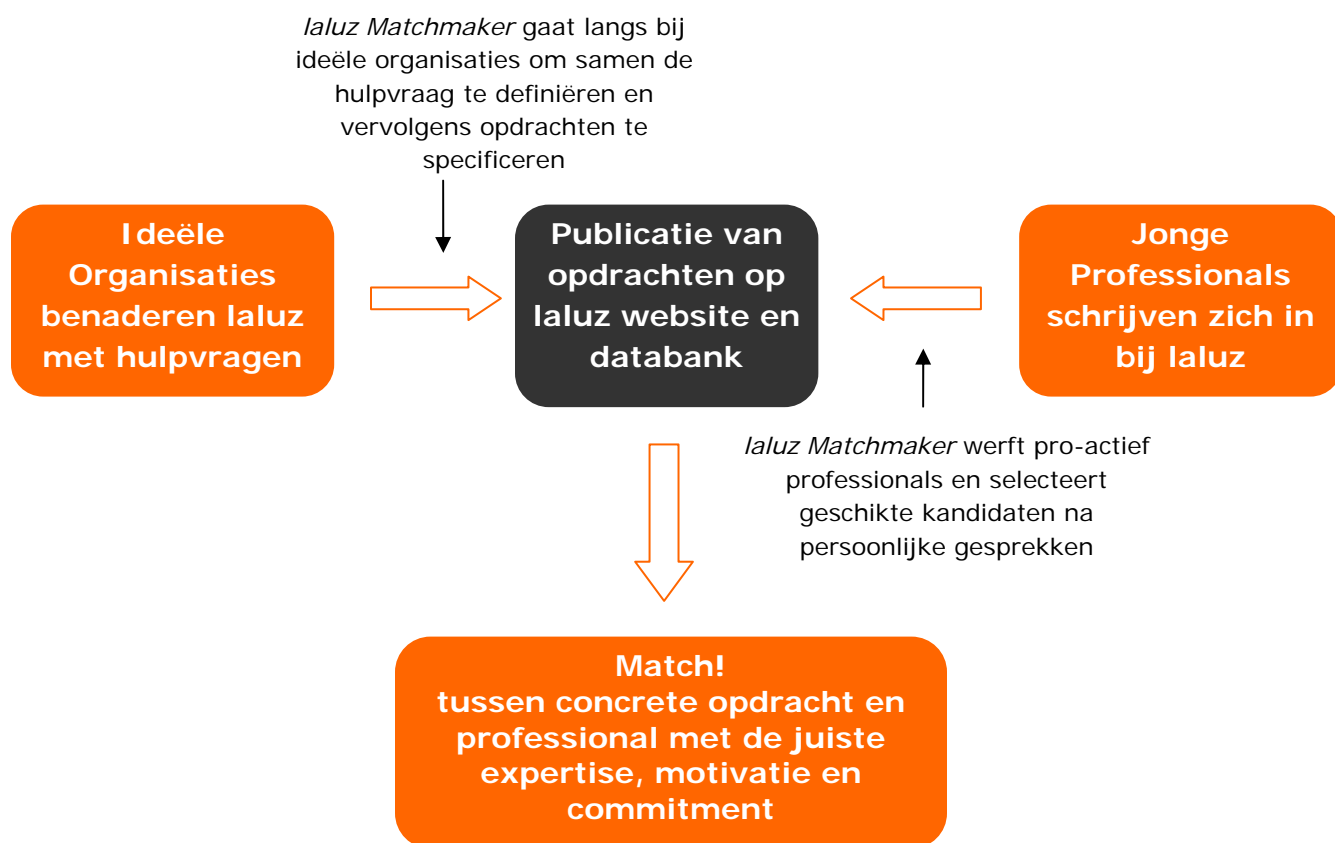 laluz Matchmaker gaat langs bij
ideële organisaties om samen de
hulpvraag te definiëren en
vervolgens opdrachten te
specificeren
Ideële
Organisaties
benaderen laluz
met hulpvragen
Publicatie van
opdrachten op
laluz website en
databank
Jonge
Professionals
schrijven zich in
bij laluz
laluz Matchmaker werft pro-actief
professionals en selecteert
geschikte kandidaten na
persoonlijke gesprekken
Match!
tussen concrete opdracht en
professional met de juiste
expertise, motivatie en
commitment